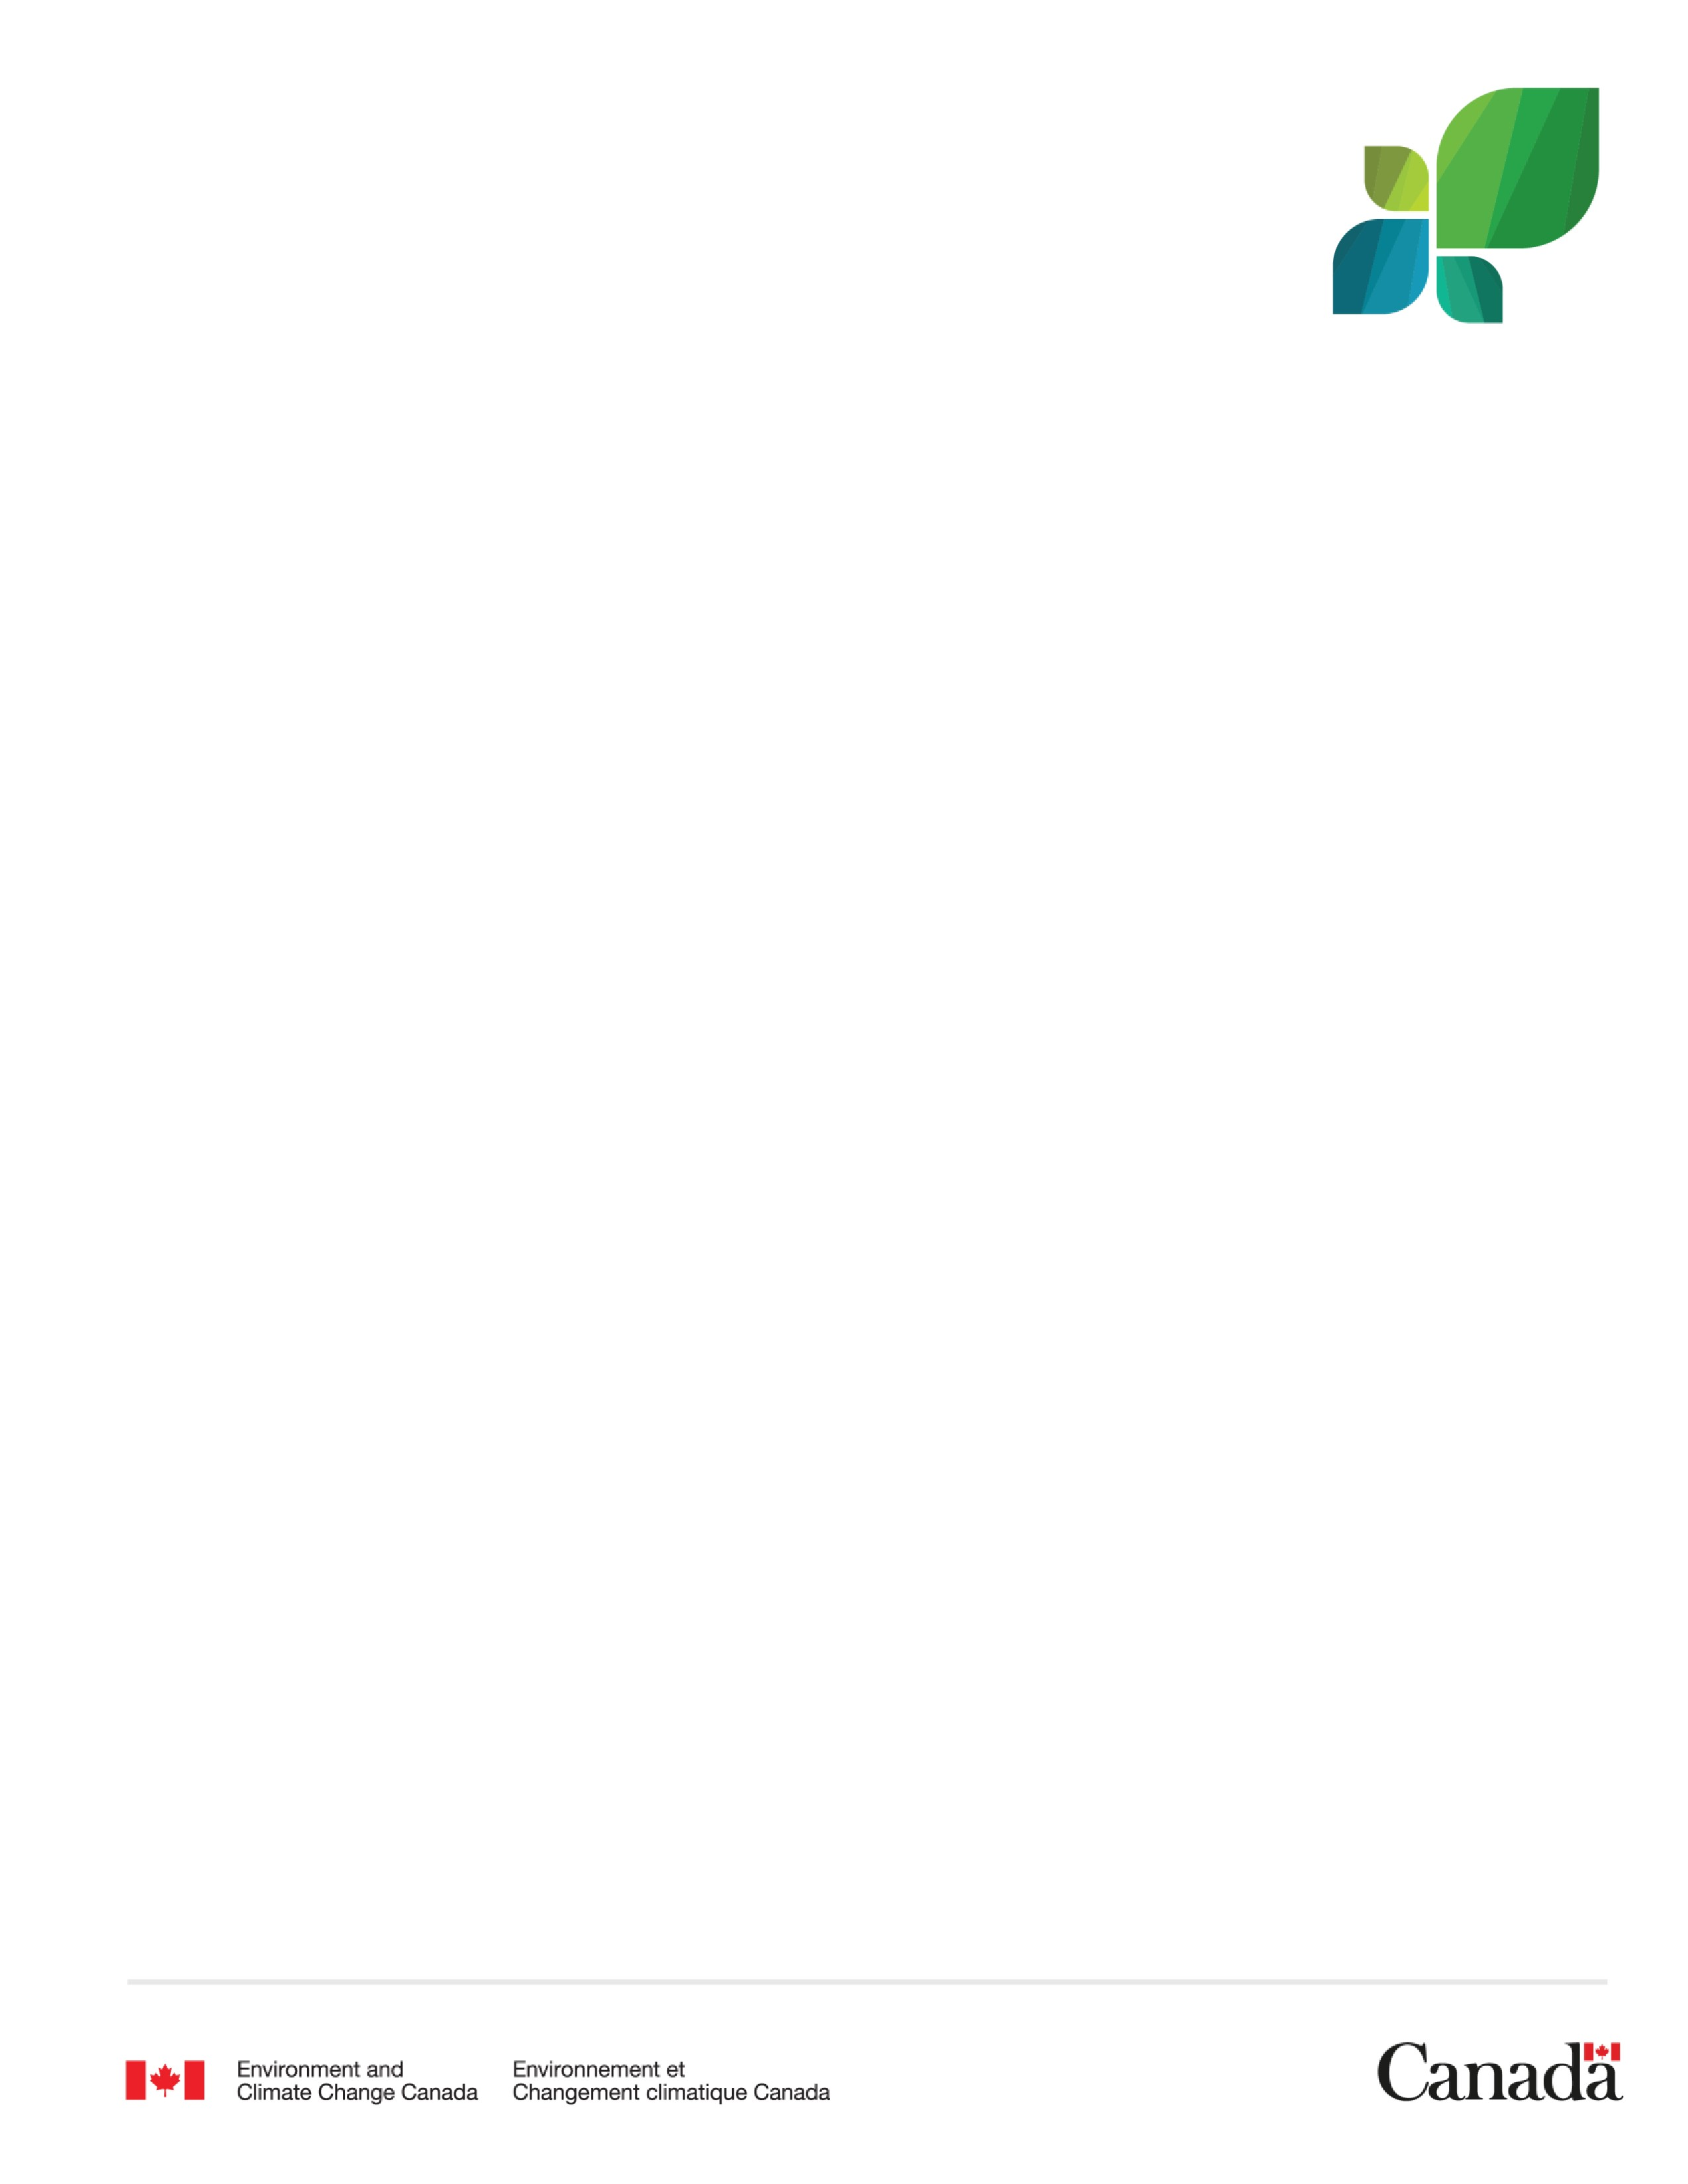 Environment and
Climate Change Canada
Environnement et
Changement climatique Canada
Canada